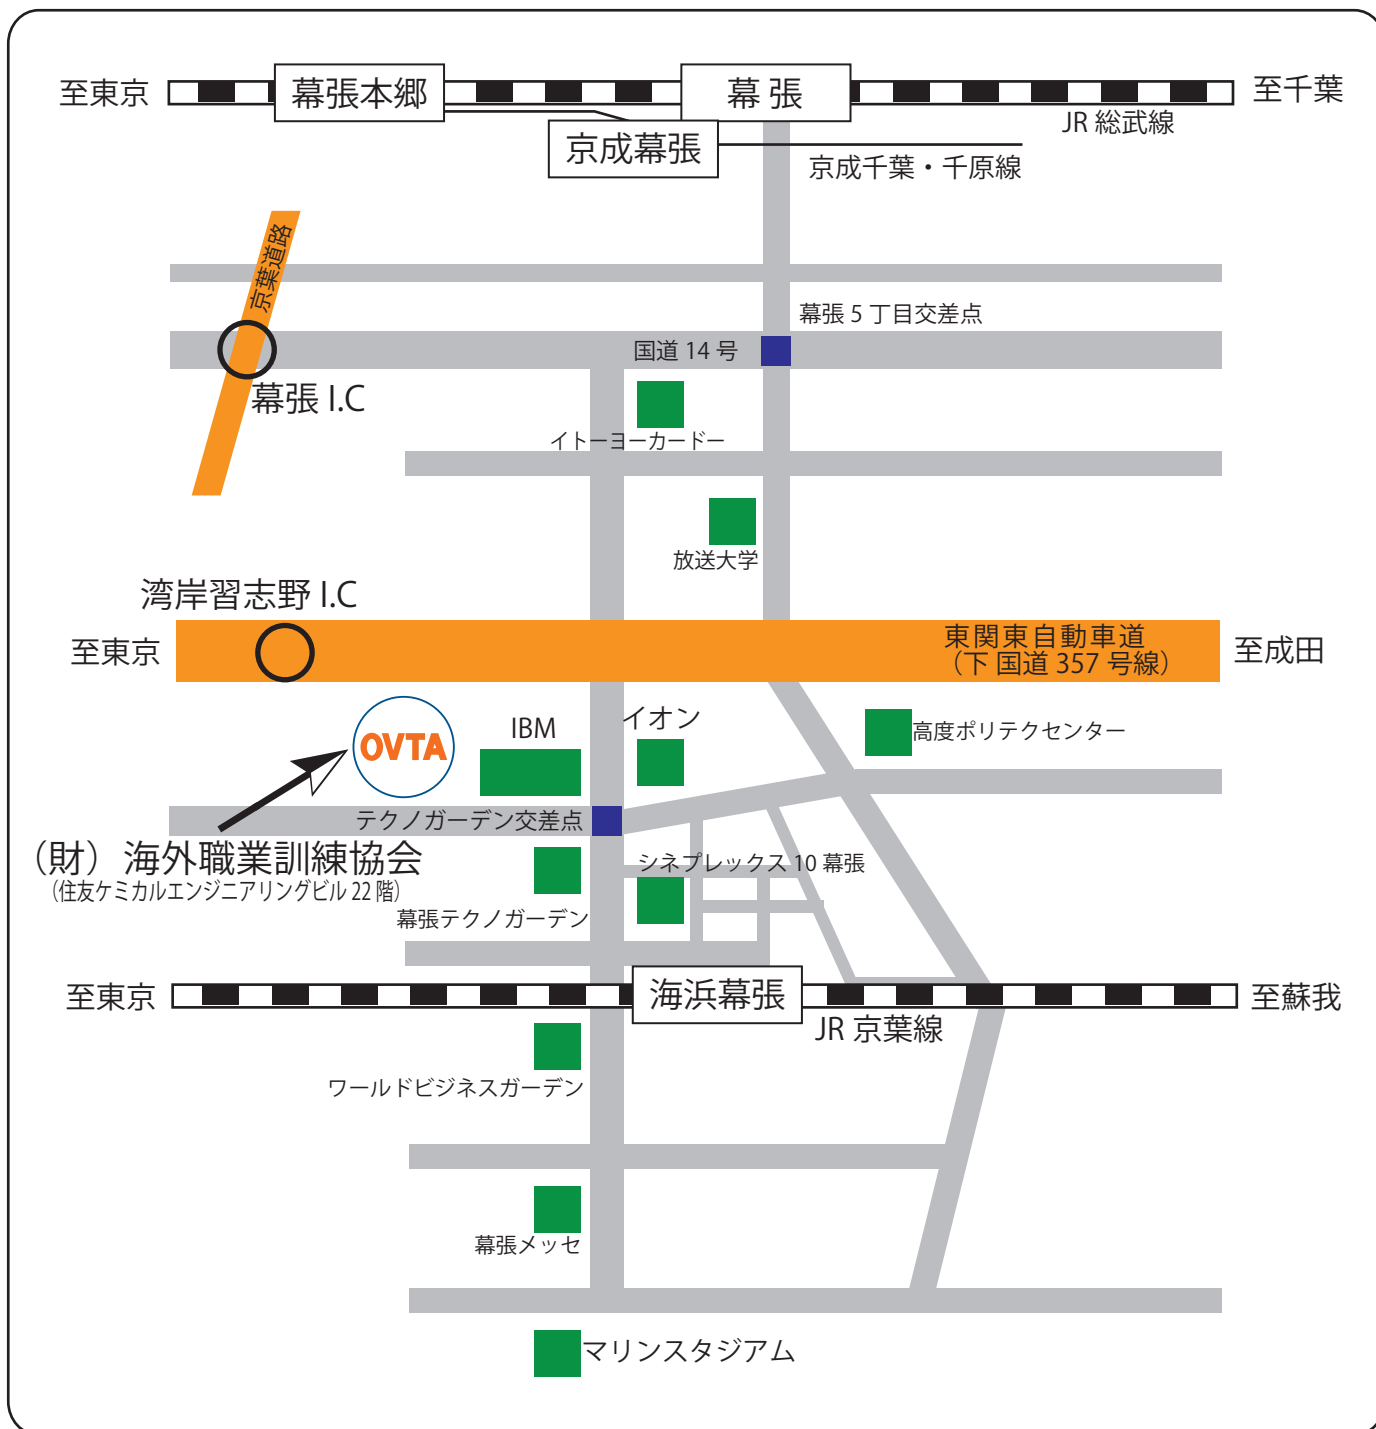 至東京
幕張本郷
幕張
至千葉
JR 総武線
京成幕張
京成千葉・千原線
京葉道路
幕張 5 丁目交差点
国道 14 号
幕張 I.C
イトーヨーカードー
放送大学
湾岸習志野 I.C
至東京
東関東自動車道
（下 国道 357 号線）
至成田
OVTA
IBM
イオン
高度ポリテクセンター
テクノガーデン交差点
（財）海外職業訓練協会
（住友ケミカルエンジニアリングビル 22 階）
シネプレックス 10 幕張
幕張テクノガーデン
至東京
海浜幕張
至蘇我
JR 京葉線
ワールドビジネスガーデン
幕張メッセ
マリンスタジアム